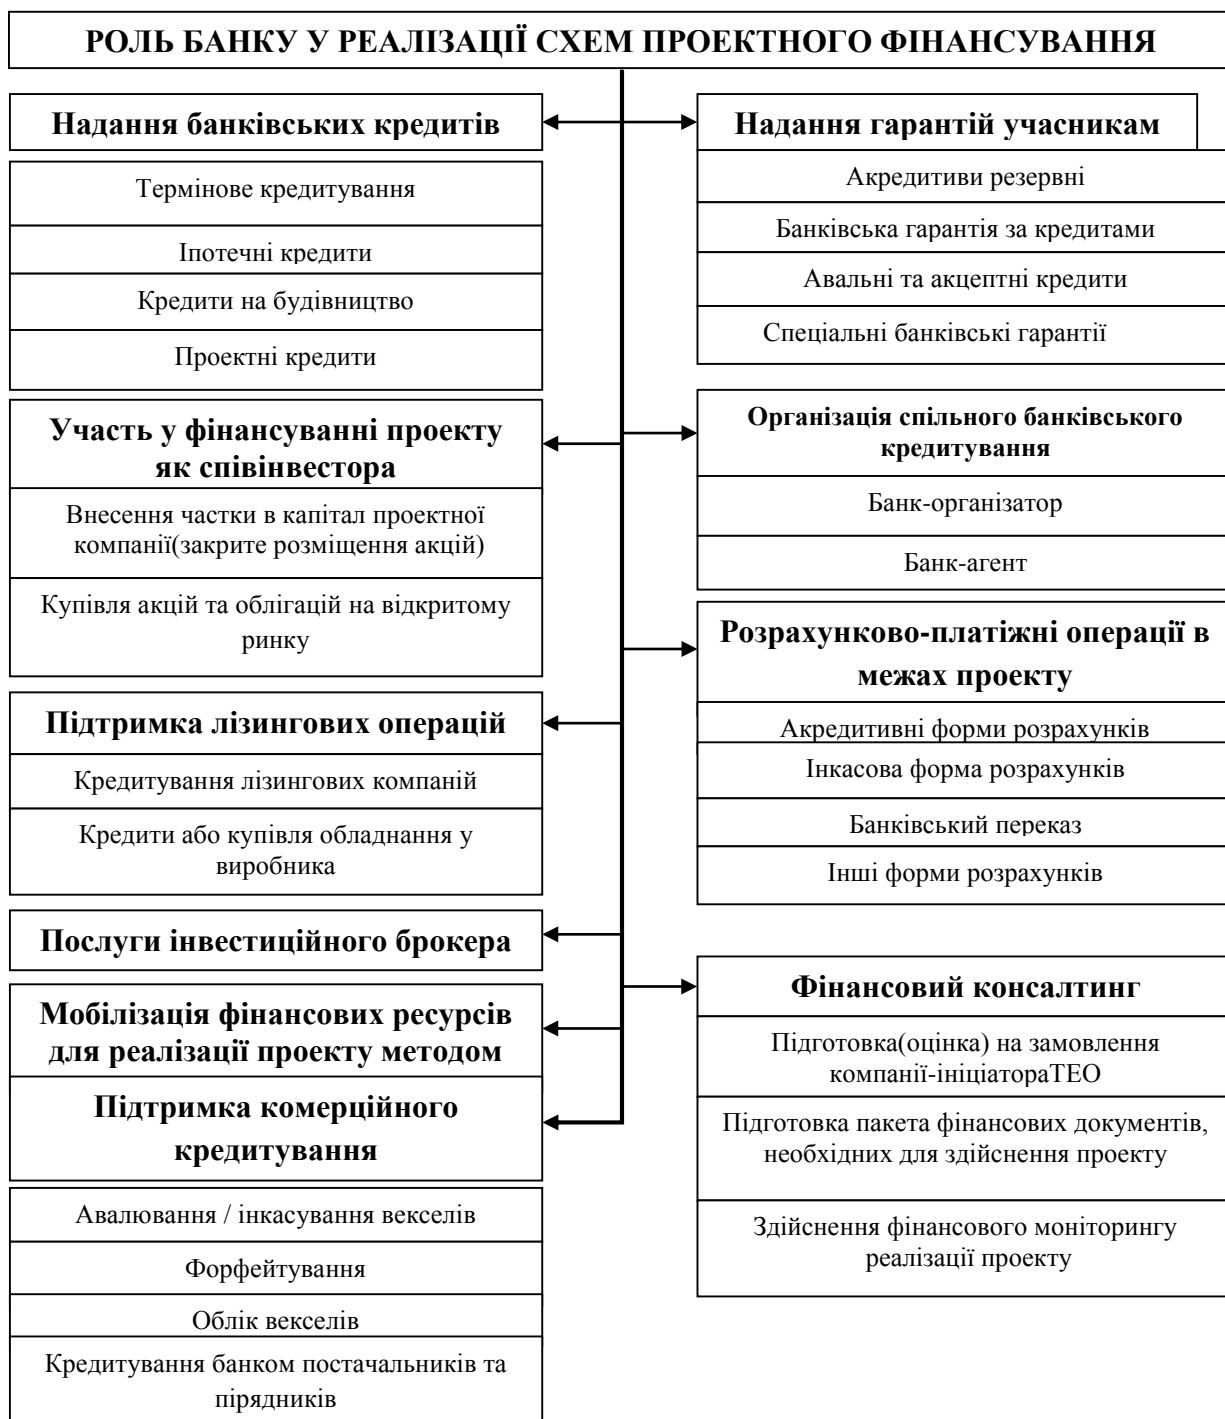 РОЛЬ БАНКУ У РЕАЛІЗАЦІЇ СХЕМ ПРОЕКТНОГО ФІНАНСУВАННЯ
Надання банківських кредитів
Термінове кредитування
Іпотечні кредити
Кредити на будівництво
Проектні кредити
Участь у фінансуванні проекту
як співінвестора
Внесення частки в капітал проектної
компанії(закрите розміщення акцій)
Купівля акцій та облігацій на відкритому
ринку
Підтримка лізингових операцій
Кредитування лізингових компаній
Кредити або купівля обладнання у
виробника
Послуги інвестиційного брокера
Мобілізація фінансових ресурсів
для реалізації проекту методом
Підтримка комерційного
кредитування
Авалювання / інкасування векселів
Форфейтування
Облік векселів
Кредитування банком постачальників та
пірядників
Надання гарантій учасникам
Акредитиви резервні
Банківська гарантія за кредитами
Авальні та акцептні кредити
Спеціальні банківські гарантії
Організація спільного банківського
кредитування
Банк-організатор
Банк-агент
Розрахунково-платіжні операції в
межах проекту
Акредитивні форми розрахунків
Інкасова форма розрахунків
Банківський переказ
Інші форми розрахунків
Фінансовий консалтинг
Підготовка(оцінка) на замовлення
компанії-ініціатораТЕО
Підготовка пакета фінансових документів,
необхідних для здійснення проекту
Здійснення фінансового моніторингу
реалізації проекту